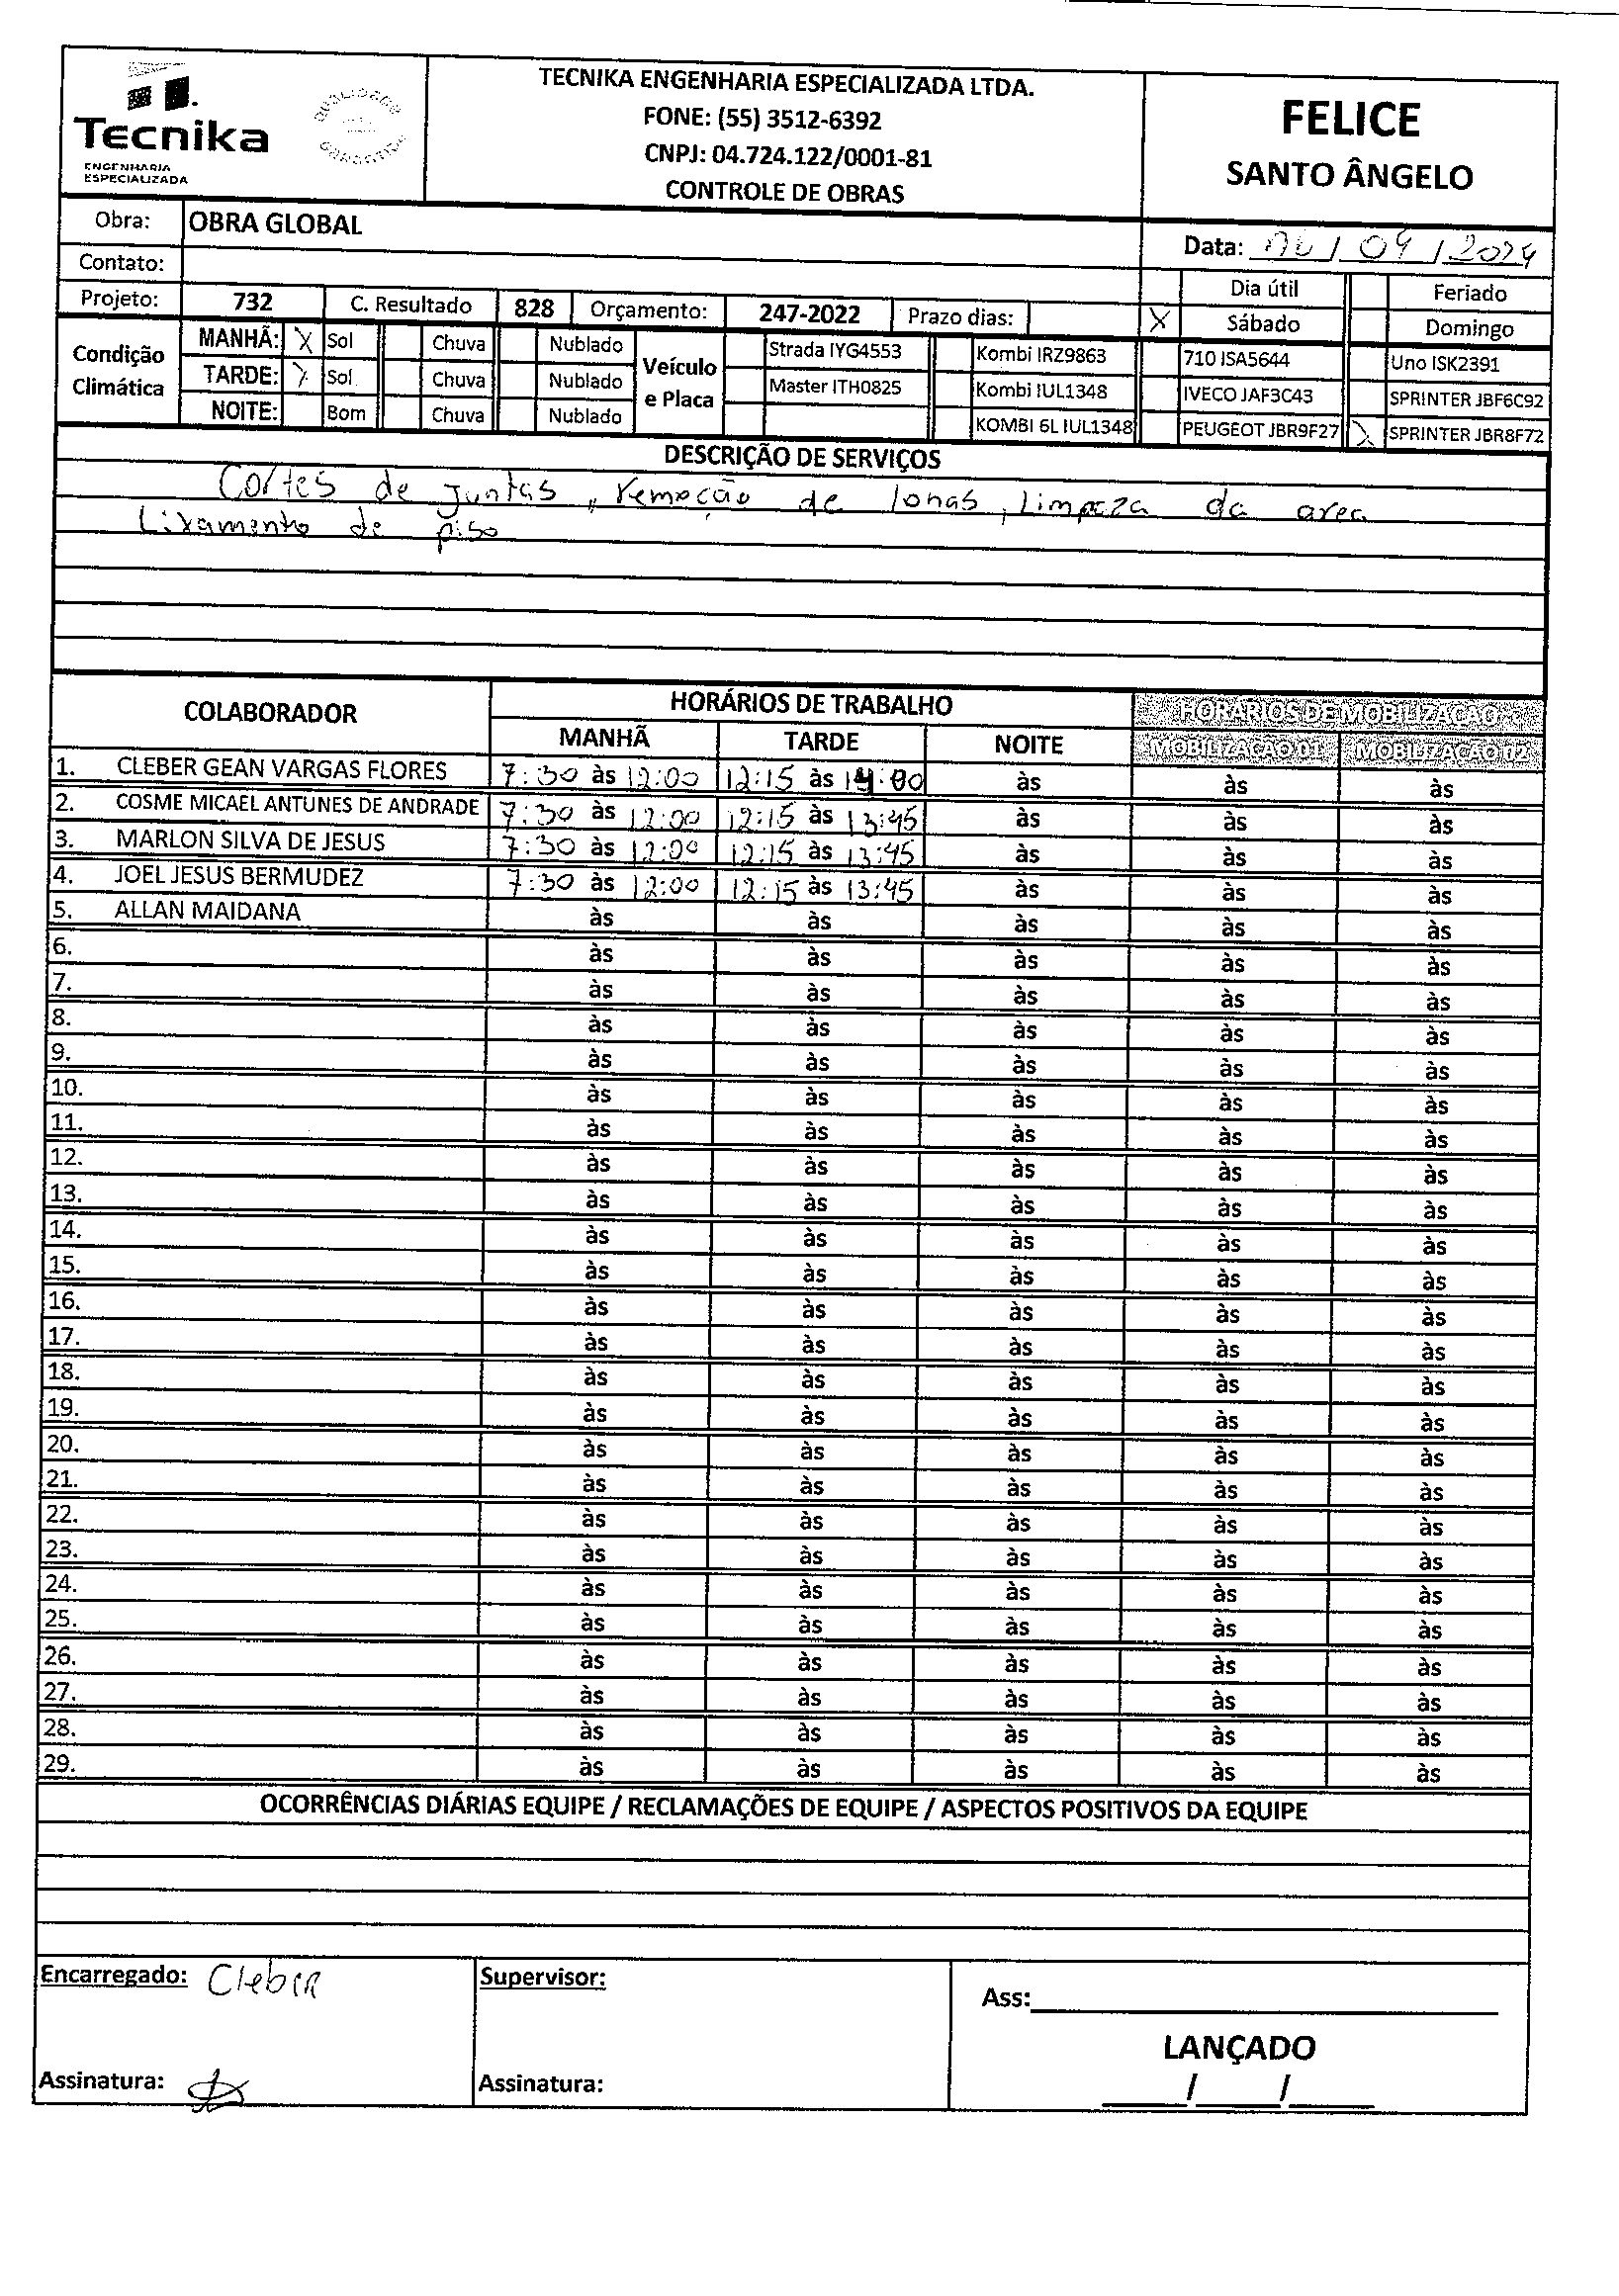 Tecnika
ENGENHARIA
ESPECIALIZADA
TECNIKA ENGENHARIA ESPECIALIZADA LTDA.
FONE: (55) 3512-6392
CNPJ: 04.724.122/0001-81
CONTROLE DE OBRAS
FELICE
SANTO ÂNGELO
Obra: OBRA GLOBAL
Data: 06/04/2024
Contato:
Dia útil Feriado
Projeto: 732 C. Resultado 828 Orçamento: 247-2022 Prazo dias: X Sábado Domingo
Condição Climática
MANHÃ: X Sol Chuva Nublado
TARDE: X Sol Chuva Nublado
NOITE: Bom Chuva Nublado
Veículo e Placa
Strada IYG4553 Kombi IRZ9863 710 ISA5644 Uno ISK2391
Master ITH0825 Kombi IUL1348 IVECO JAF3C43 SPRINTER JBF6C92
KOMBI 6L IUL1348 PEUGEOT JBR9F27 X SPRINTER JBR8F72
DESCRIÇÃO DE SERVIÇOS
Cortes de juntas, remoção de lonas, limpeza da area
Lixamento de piso
COLABORADOR HORÁRIOS DE TRABALHO HORÁRIOS DE MOBILIZAÇÃO
MANHÃ TARDE NOITE MOBILIZAÇÃO 01 MOBILIZAÇÃO 02
1. CLEBER GEAN VARGAS FLORES 7:30 às 12:00 12:15 às 14:00 às às às
2. COSME MICAEL ANTUNES DE ANDRADE 7:30 às 12:00 12:15 às 13:45 às às às
3. MARLON SILVA DE JESUS 7:30 às 12:00 12:15 às 13:45 às às às
4. JOEL JESUS BERMUDEZ 7:30 às 12:00 12:15 às 13:45 às às às
5. ALLAN MAIDANA às às às às às
6. às às às às às
7. às às às às às
8. às às às às às
9. às às às às às
10. às às às às às
11. às às às às às
12. às às às às às
13. às às às às às
14. às às às às às
15. às às às às às
16. às às às às às
17. às às às às às
18. às às às às às
19. às às às às às
20. às às às às às
21. às às às às às
22. às às às às às
23. às às às às às
24. às às às às às
25. às às às às às
26. às às às às às
27. às às às às às
28. às às às às às
29. às às às às às
OCORRÊNCIAS DIÁRIAS EQUIPE / RECLAMAÇÕES DE EQUIPE / ASPECTOS POSITIVOS DA EQUIPE
Encarregado: Cleber
Supervisor:
Ass:
LANÇADO
Assinatura:
Assinatura:
/ /